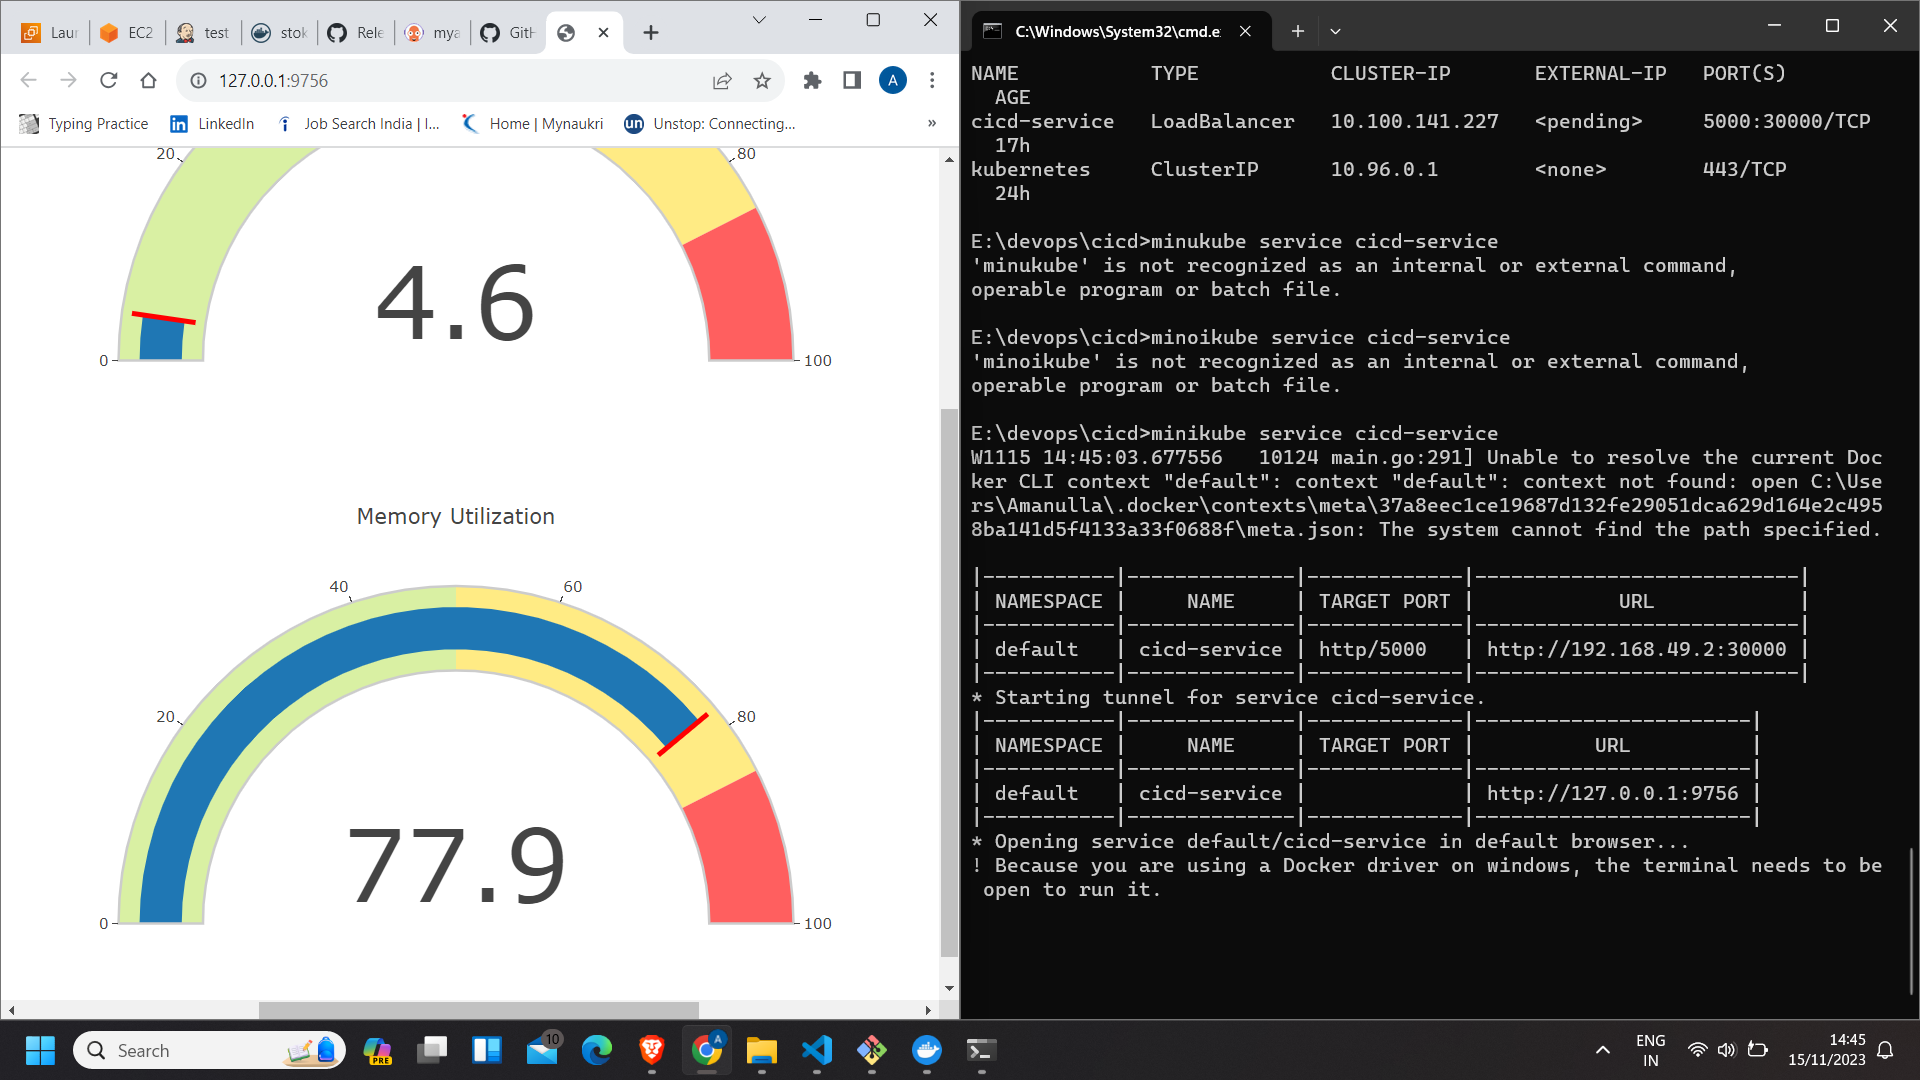 Laun
EC2
test
stok
Rele
mya
GitH
127.0.0.1:9756
A
Typing Practice
LinkedIn
Job Search India | I...
Home | Mynaukri
un
Unstop: Connecting...
»
20
80
4.6
0
100
Memory Utilization
40
60
20
80
77.9
0
100
C:\Windows\System32\cmd.e
NAME TYPE CLUSTER-IP EXTERNAL-IP PORT(S)
AGE
cicd-service LoadBalancer 10.100.141.227 <pending> 5000:30000/TCP
17h
kubernetes ClusterIP 10.96.0.1 <none> 443/TCP
24h
E:\devops\cicd>minukube service cicd-service
'minukube' is not recognized as an internal or external command,
operable program or batch file.
E:\devops\cicd>minoikube service cicd-service
'minoikube' is not recognized as an internal or external command,
operable program or batch file.
E:\devops\cicd>minikube service cicd-service
W1115 14:45:03.677556 10124 main.go:291] Unable to resolve the current Doc
ker CLI context "default": context "default": context not found: open C:\Use
rs\Amanulla\.docker\contexts\meta\37a8eec1ce19687d132fe29051dca629d164e2c495
8ba141d5f4133a33f0688f\meta.json: The system cannot find the path specified.
|-----------|--------------|-------------|---------------------------|
| NAMESPACE | NAME | TARGET PORT | URL |
|-----------|--------------|-------------|---------------------------|
| default | cicd-service | http/5000 | http://192.168.49.2:30000 |
|-----------|--------------|-------------|---------------------------|
* Starting tunnel for service cicd-service.
|-----------|--------------|-------------|-----------------------|
| NAMESPACE | NAME | TARGET PORT | URL |
|-----------|--------------|-------------|-----------------------|
| default | cicd-service | | http://127.0.0.1:9756 |
|-----------|--------------|-------------|-----------------------|
* Opening service default/cicd-service in default browser...
! Because you are using a Docker driver on windows, the terminal needs to be
open to run it.
Search
PRE
10
A
ENG
IN
14:45
15/11/2023